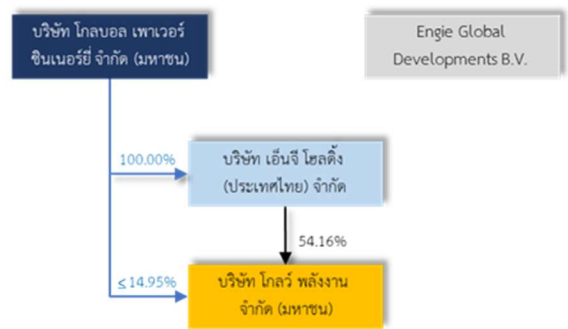 บริษัท โกลบอล เพาเวอร์
ซินเนอร์ยี่ จำกัด (มหาชน)
Engie Global
Developments B.V.
100.00%
บริษัท เอ็นจี โฮลดิ้ง
(ประเทศไทย) จำกัด
54.16%
≤14.95%
บริษัท โกลว์ พลังงาน
จำกัด (มหาชน)